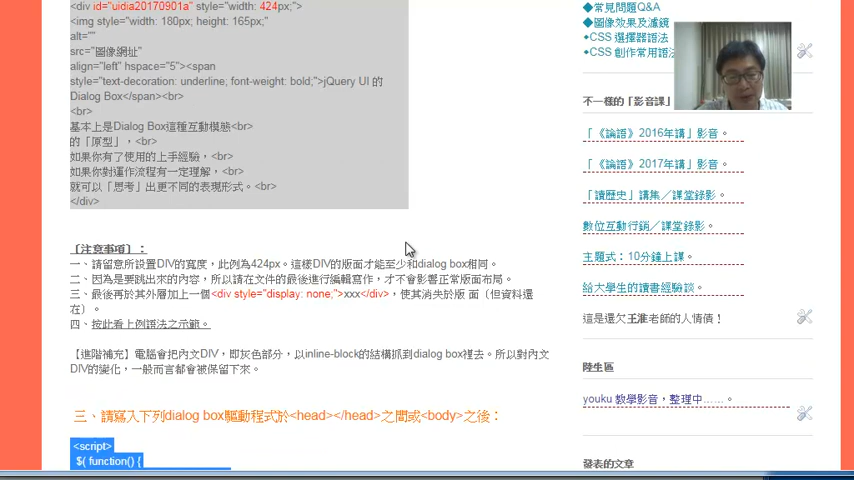 <div id="uidia20170901a" style="width: 424px;">
<img style="width: 180px; height: 165px;"
alt=""
src="圖像網址"
align="left" hspace="5"><span
style="text-decoration: underline; font-weight: bold;">jQuery UI 的
Dialog Box</span><br>
<br>
基本上是Dialog Box這種互動模態<br>
的「原型」，<br>
如果你有了使用的上手經驗，<br>
如果你對運作流程有一定理解，<br>
就可以「思考」出更不同的表現形式。<br>
</div>
〔注意事項〕：
一、請留意所設置DIV的寬度，此例為424px。這樣DIV的版面才能至少和dialog box相同。
二、因為是要跳出來的內容，所以請在文件的最後進行編輯寫作，才不會影響正常版面布局。
三、最後再於其外層加上一個<div style="display: none;">xxx</div>，使其消失於版 面〔但資料還
在〕。
四、按此看上例語法之示範。
【進階補充】電腦會把內文DIV，即灰色部分，以inline-block的結構抓到dialog box裡去。所以對內文
DIV的變化，一般而言都會被保留下來。
三、請寫入下列dialog box驅動程式於<head></head>之間或<body>之後：
<script>
$( function() {
◆常見問題Q&A
◆圖像效果及濾鏡
◆CSS 選擇器語法
◆CSS 創作常用語法
不一樣的「影音課」
「《論語》2016年講」影音。
「《論語》2017年講」影音。
「讀歷史」講集／課堂錄影。
數位互動行銷／課堂錄影。
主題式：10分鐘上課。
給大學生的讀書經驗談。
這是還欠王淮老師的人情債！
陸生區
youku 教學影音，整理中……。
發表的文章